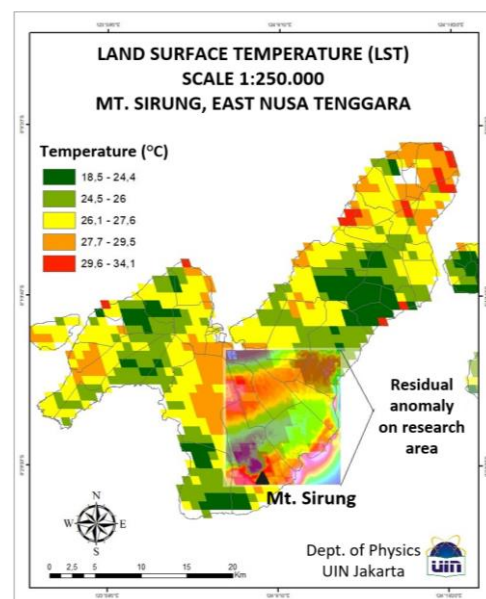 LAND SURFACE TEMPERATURE (LST)
SCALE 1:250.000
MT. SIRUNG, EAST NUSA TENGGARA
Temperature (°C)
18,5 - 24,4
24,5 - 26
26,1 - 27,6
27,7 - 29,5
29,6 - 34,1
Residual
anomaly
on research
area
Mt. Sirung
N
W E
S
0 2,5 5 10 15 20
Km
Dept. of Physics
UIN Jakarta
UIN